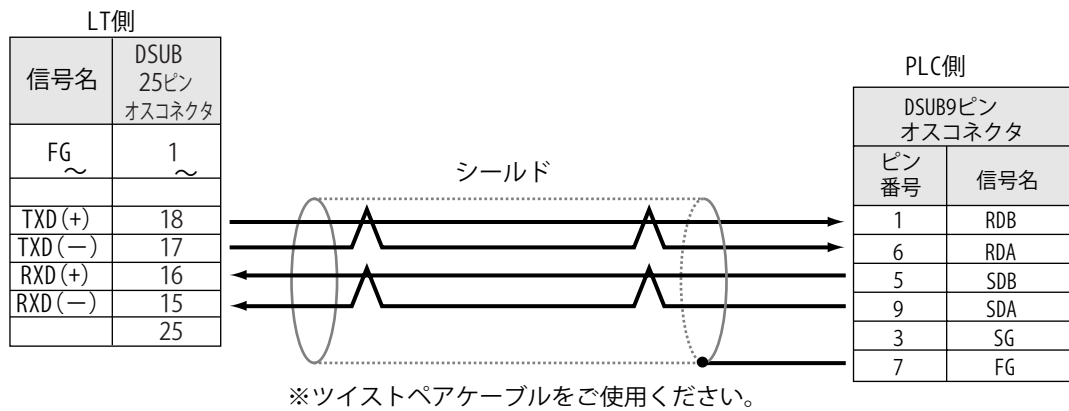 LT側
信号名 DSUB 25ピン オスコネクタ
FG 1
～ ～
TXD(+) 18
TXD(－) 17
RXD(+) 16
RXD(－) 15
25
シールド
※ツイストペアケーブルをご使用ください。
PLC側
DSUB9ピン
オスコネクタ
ピン番号 信号名
1 RDB
6 RDA
5 SDB
9 SDA
3 SG
7 FG